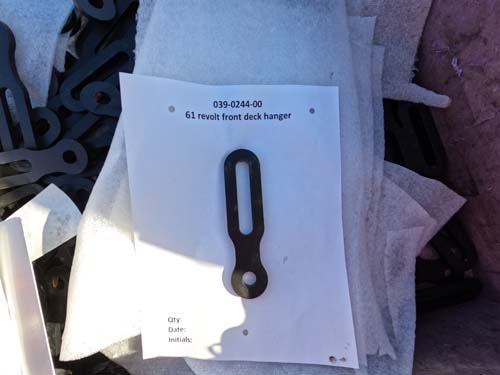 039-0244-00
61 revolt front deck hanger
Qty:
Date:
Initials: